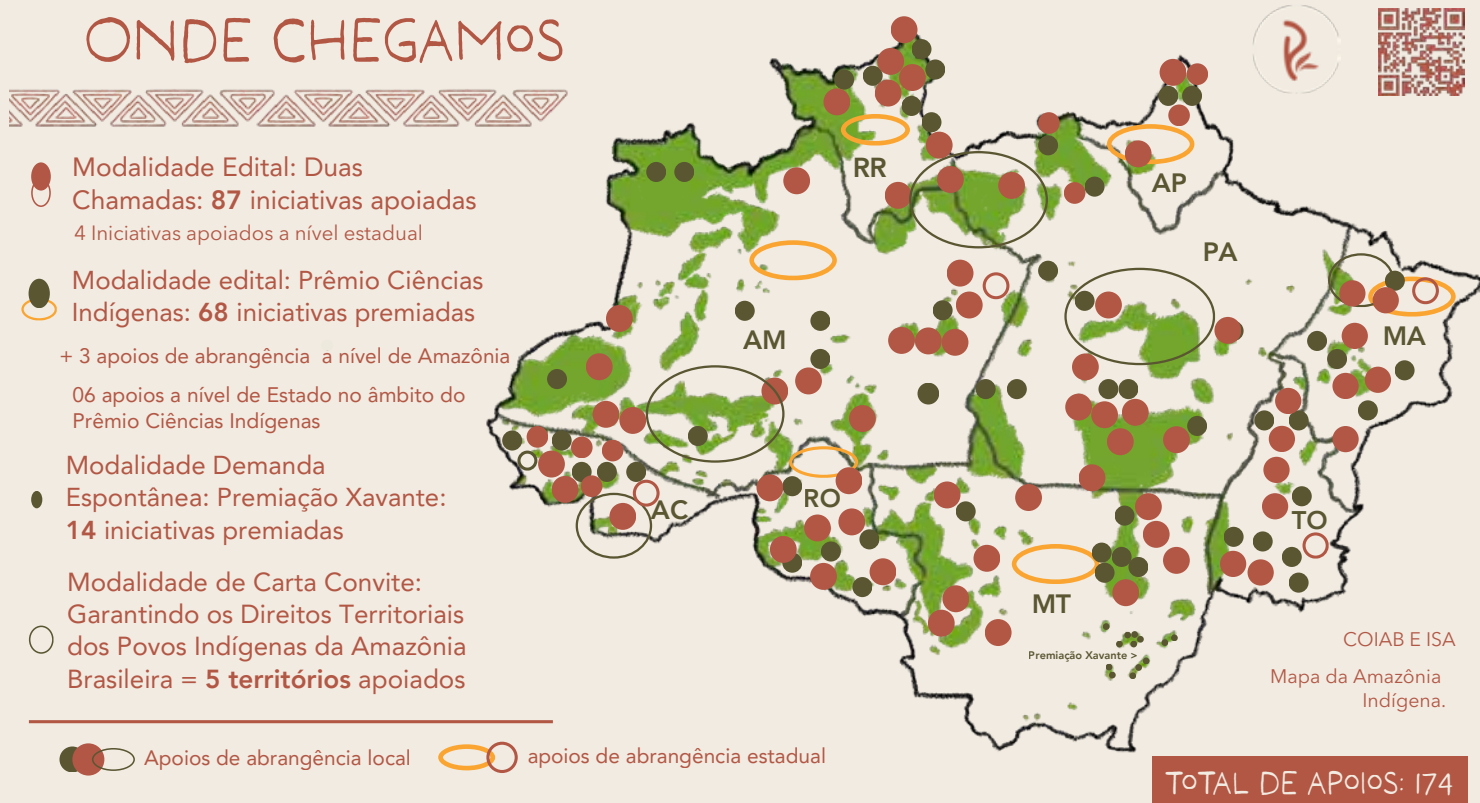 ONDE CHEGAMOS
Modalidade Edital: Duas
Chamadas: 87 iniciativas apoiadas
4 Iniciativas apoiados a nível estadual
Modalidade edital: Prêmio Ciências
Indígenas: 68 iniciativas premiadas
+ 3 apoios de abrangência a nível de Amazônia
06 apoios a nível de Estado no âmbito do
Prêmio Ciências Indígenas
Modalidade Demanda
Espontânea: Premiação Xavante:
14 iniciativas premiadas
Modalidade de Carta Convite:
Garantindo os Direitos Territoriais
dos Povos Indígenas da Amazônia
Brasileira = 5 territórios apoiados
Apoios de abrangência local
apoios de abrangência estadual
RR
AP
PA
AM
MA
AC
RO
TO
MT
Premiação Xavante >
COIAB E ISA
Mapa da Amazônia
Indígena.
TOTAL DE APOIOS: 174